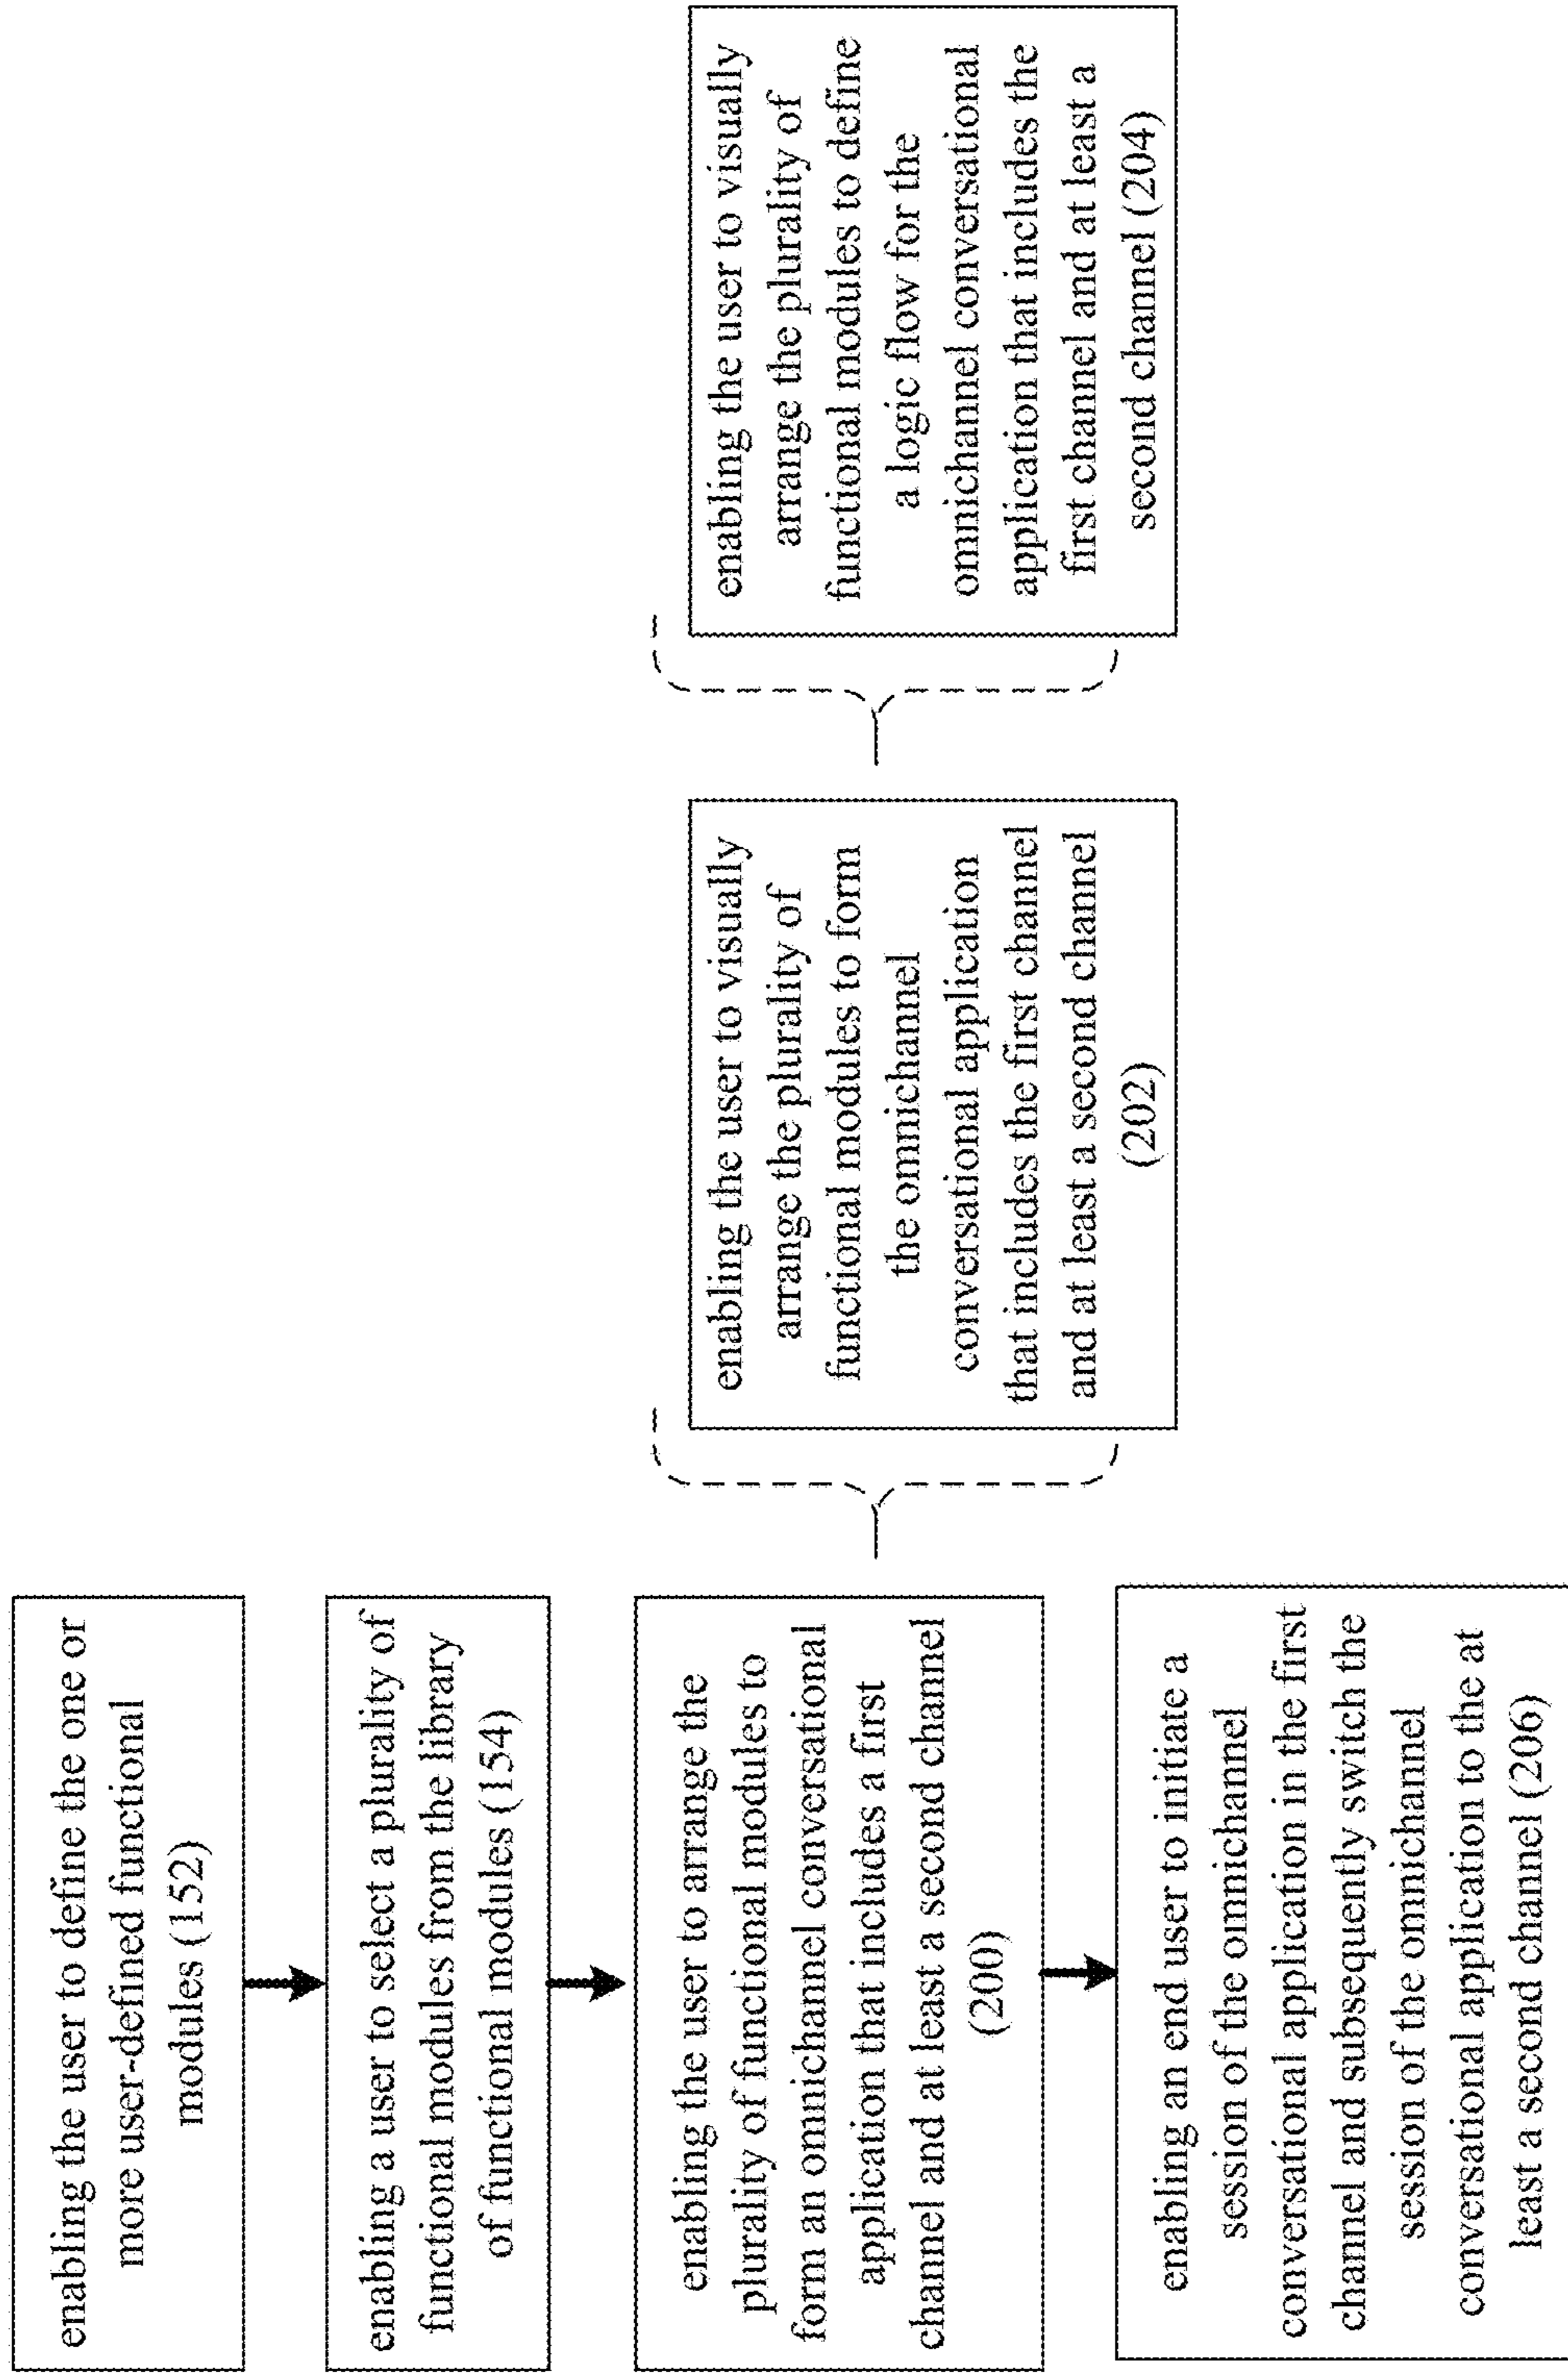 enabling the user to define the one or
more user-defined functional
modules (152)
enabling a user to select a plurality of
functional modules from the library
of functional modules (154)
enabling the user to arrange the
plurality of functional modules to
form an omnichannel conversational
application that includes a first
channel and at least a second channel
(200)
enabling the user to visually
arrange the plurality of
functional modules to form
the omnichannel
conversational application
that includes the first channel
and at least a second channel
(202)
enabling the user to visually
arrange the plurality of
functional modules to define
a logic flow for the
omnichannel conversational
application that includes the
first channel and at least a
second channel (204)
enabling an end user to initiate a
session of the omnichannel
conversational application in the first
channel and subsequently switch the
session of the omnichannel
conversational application to the at
least a second channel (206)